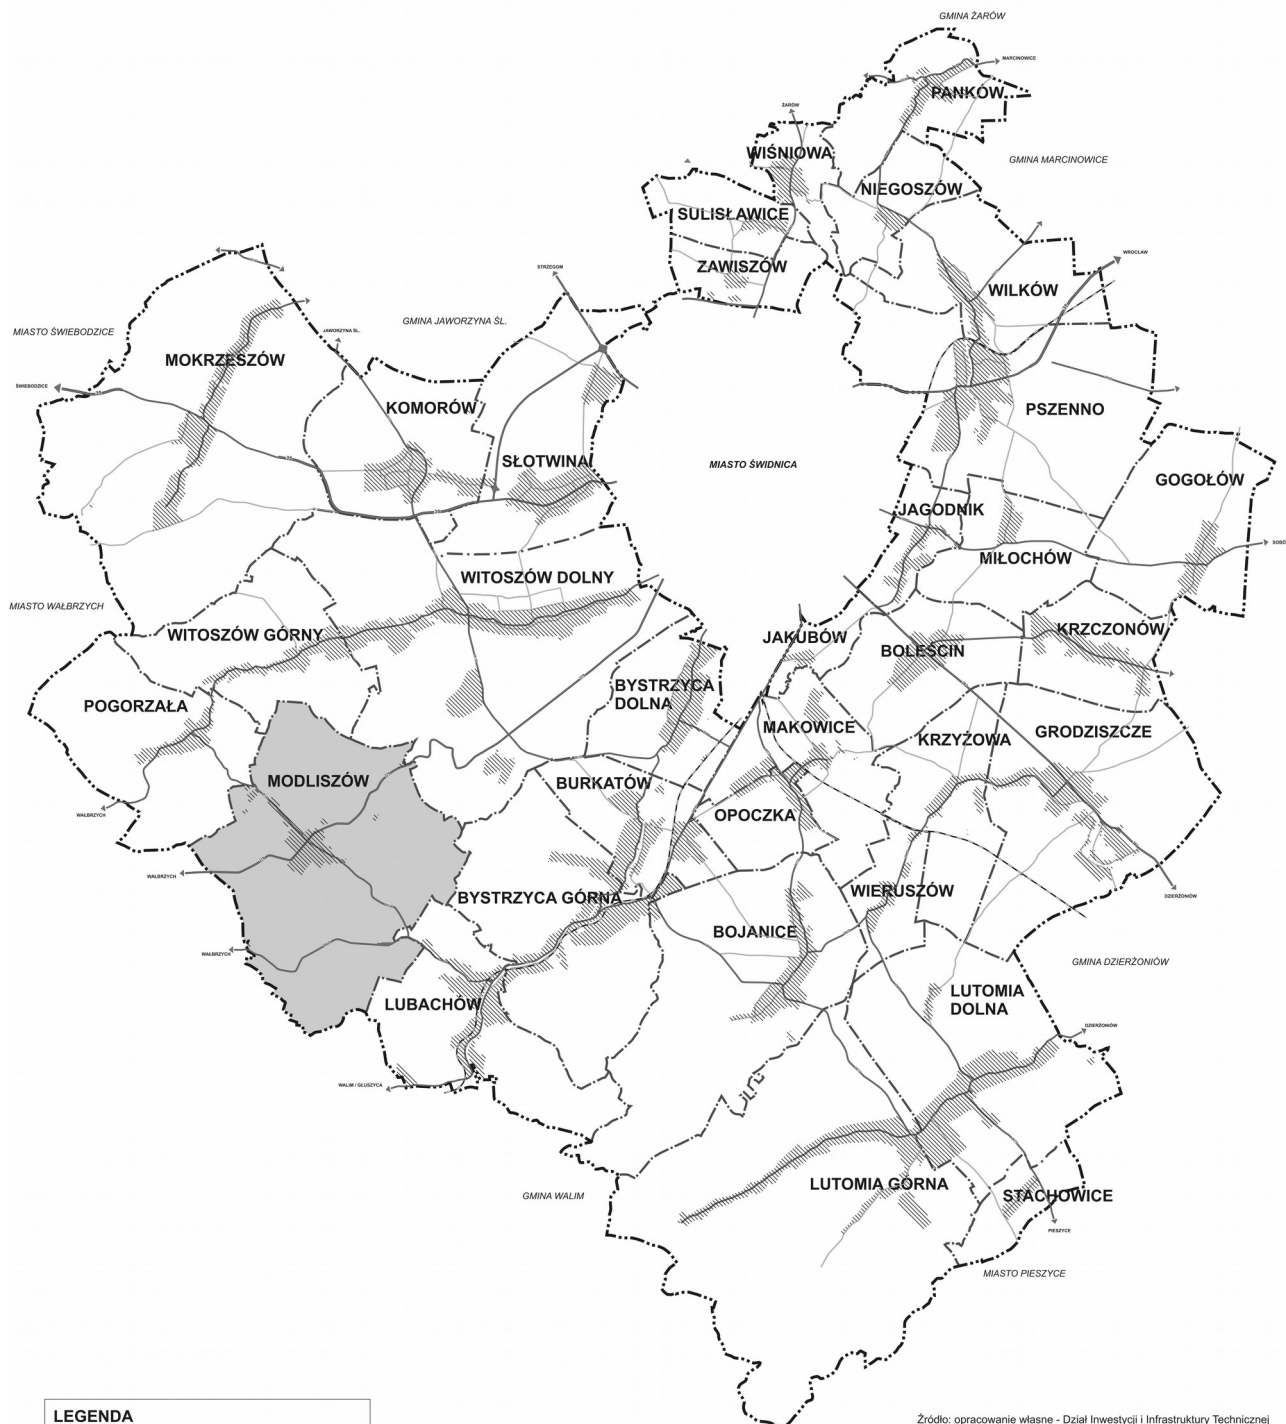 GMINA ŻARÓW
MARCINOWICE
PANKÓW
ŻARÓW
WIŚNIOWA
GMINA MARCINOWICE
NIEGOSZÓW
SULISŁAWICE
ZAWISZÓW
WROCŁAW
STRZEGOM
WILKÓW
GMINA JAWORZYNA ŚL.
MIASTO ŚWIEBODZICE
JAWORZYNA ŚL.
MOKRZESZÓW
ŚWIEBODZICE
35
KOMORÓW
PSZENNO
SŁOTWINA
MIASTO ŚWIDNICA
35
GOGOŁÓW
JAGODNIK
35
SOBÓ
MIŁOCHÓW
WITOSZÓW DOLNY
MIASTO WAŁBRZYCH
WITOSZÓW GÓRNY
JAKUBÓW
KRZCZONÓW
BOLEŚCIN
BYSTRZYCA
DOLNA
POGORZAŁA
MAKOWICE
KRZYŻOWA
GRODZISZCZE
MODLISZÓW
BURKATÓW
WAŁBRZYCH
OPOCZKA
WAŁBRZYCH
WIERUSZÓW
DZIERŻONIÓW
BYSTRZYCA GÓRNA
BOJANICE
WAŁBRZYCH
GMINA DZIERŻONIÓW
LUTOMIA
DOLNA
LUBACHÓW
DZIERŻONIÓW
WALIM / GŁUSZYCA
LUTOMIA GÓRNA
STACHOWICE
GMINA WALIM
PIESZYCE
MIASTO PIESZYCE
LEGENDA
Źródło: opracowanie własne - Dział Inwestycji i Infrastruktury Technicznej